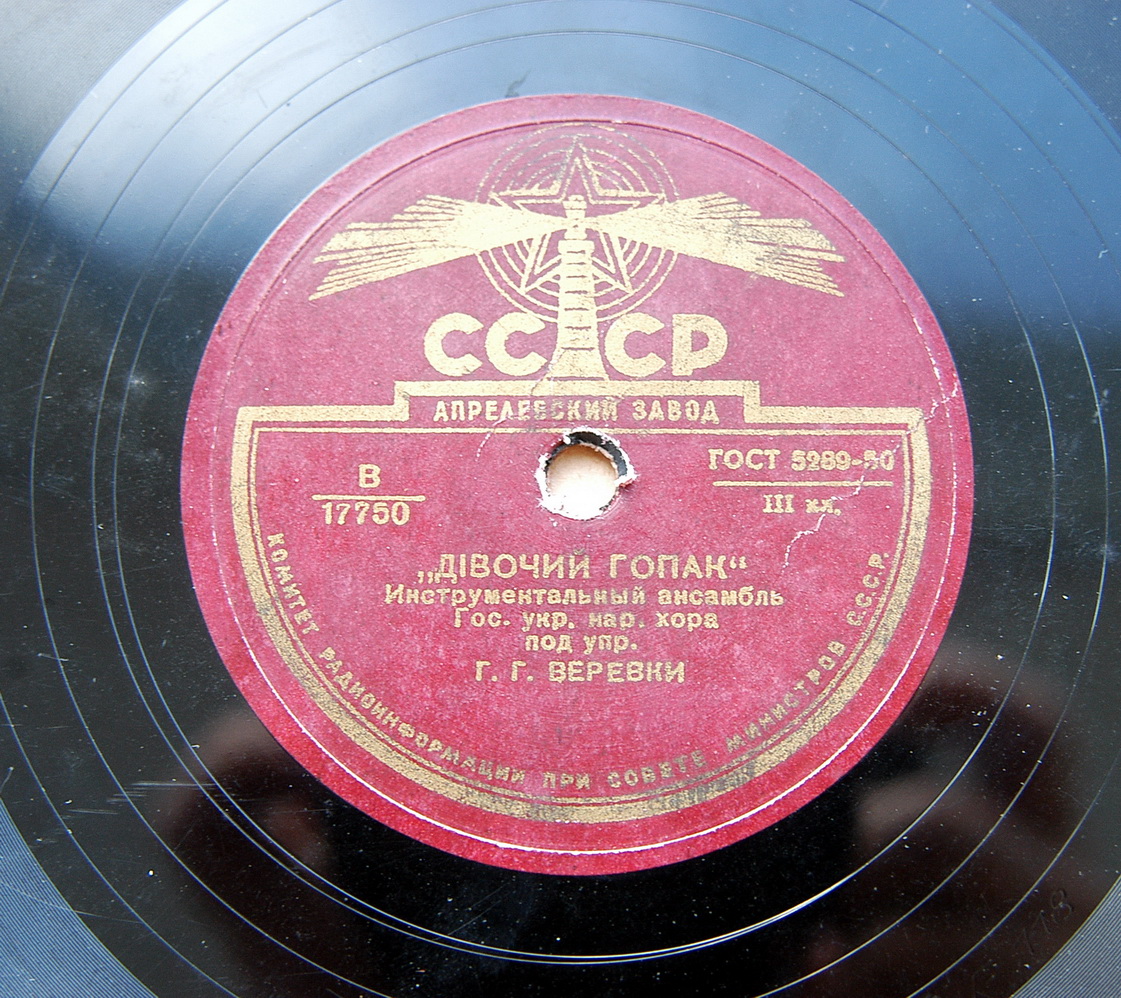 СССР
АПРЕЛЕВСКИЙ ЗАВОД
В
17750
ГОСТ 5289-50
III кл.
„ДІВОЧИЙ ГОПАК“
Инструментальный ансамбль
Гос. укр. нар. хора
под упр.
Г. Г. ВЕРЕВКИ
КОМИТЕТ РАДИОИНФОРМАЦИИ ПРИ СОВЕТЕ МИНИСТРОВ С.С.С.Р.